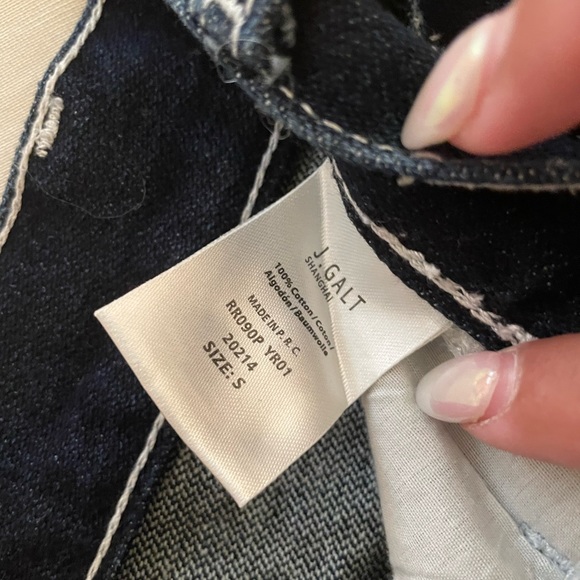 J.GALT
SHANGHAI
100% Cotton/Coton/
Algodón/Baumwolle
MADE IN P.R.C.
RR090P YR01
20214
SIZE: S